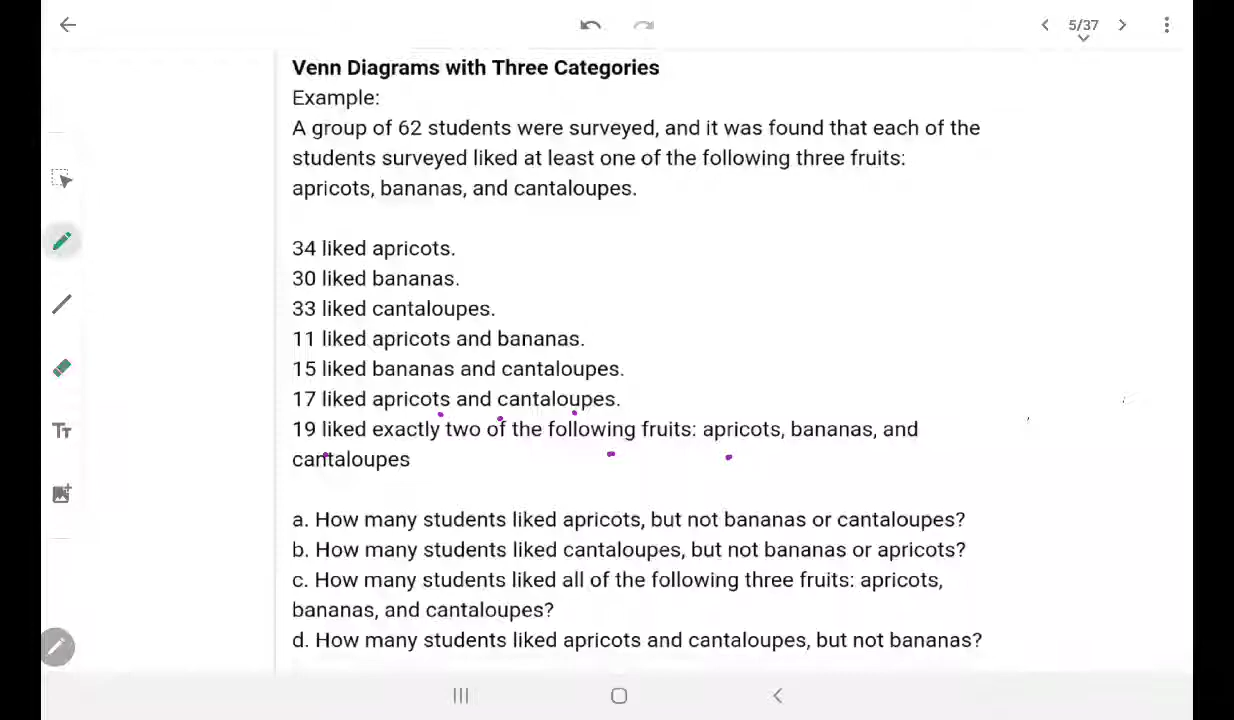 5/37
Venn Diagrams with Three Categories
Example:
A group of 62 students were surveyed, and it was found that each of the
students surveyed liked at least one of the following three fruits:
apricots, bananas, and cantaloupes.
34 liked apricots.
30 liked bananas.
33 liked cantaloupes.
11 liked apricots and bananas.
15 liked bananas and cantaloupes.
17 liked apricots and cantaloupes.
19 liked exactly two of the following fruits: apricots, bananas, and
cantaloupes
a. How many students liked apricots, but not bananas or cantaloupes?
b. How many students liked cantaloupes, but not bananas or apricots?
c. How many students liked all of the following three fruits: apricots,
bananas, and cantaloupes?
d. How many students liked apricots and cantaloupes, but not bananas?
Tт